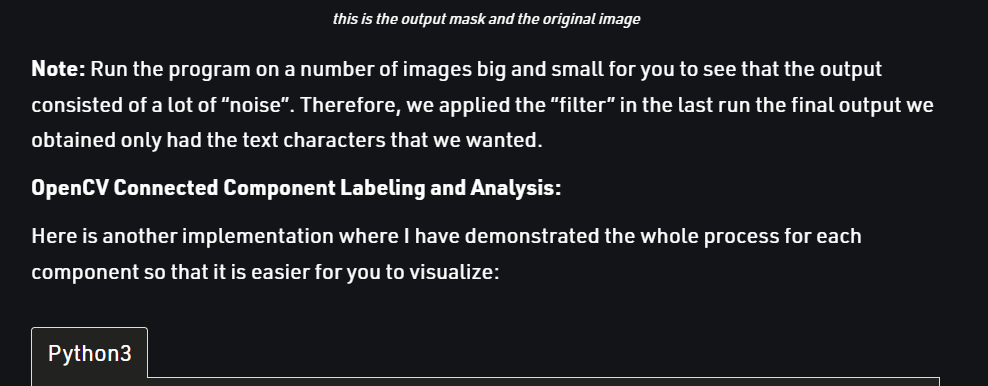 this is the output mask and the original image
Note: Run the program on a number of images big and small for you to see that the output
consisted of a lot of “noise”. Therefore, we applied the “filter” in the last run the final output we
obtained only had the text characters that we wanted.
OpenCV Connected Component Labeling and Analysis:
Here is another implementation where I have demonstrated the whole process for each
component so that it is easier for you to visualize:
Python3